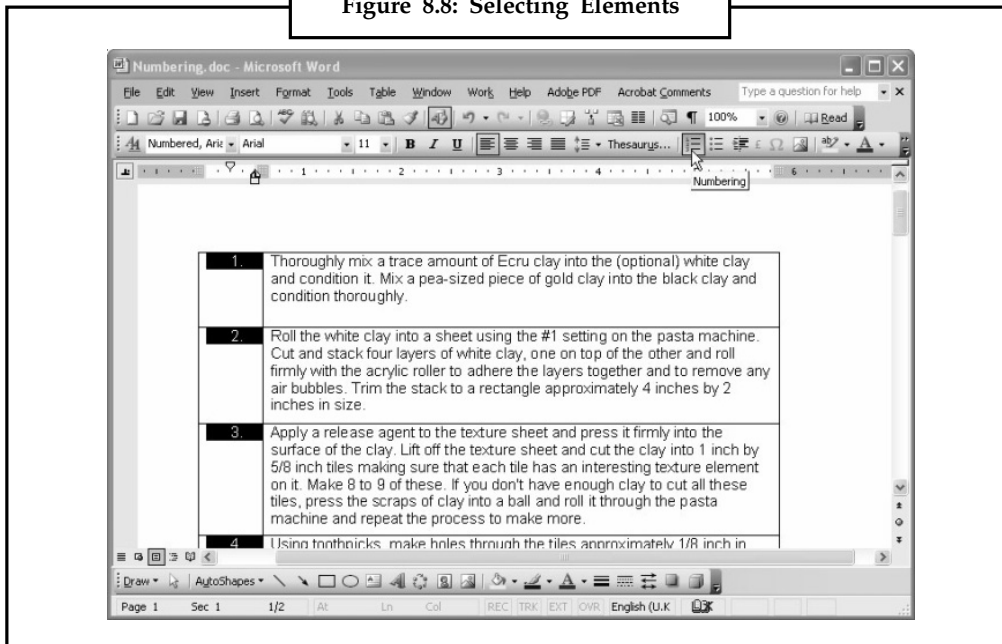 Figure 8.8: Selecting Elements
Numbering.doc - Microsoft Word
File Edit View Insert Format Tools Table Window Work Help Adobe PDF Acrobat Comments Type a question for help
100% Read
Numbered, Aria Arial 11 B I U Thesaurus...
1 2 3 4 6
Numbering
1. Thoroughly mix a trace amount of Ecru clay into the (optional) white clay
and condition it. Mix a pea-sized piece of gold clay into the black clay and
condition thoroughly.
2. Roll the white clay into a sheet using the #1 setting on the pasta machine.
Cut and stack four layers of white clay, one on top of the other and roll
firmly with the acrylic roller to adhere the layers together and to remove any
air bubbles. Trim the stack to a rectangle approximately 4 inches by 2
inches in size.
3. Apply a release agent to the texture sheet and press it firmly into the
surface of the clay. Lift off the texture sheet and cut the clay into 1 inch by
5/8 inch tiles making sure that each tile has an interesting texture element
on it. Make 8 to 9 of these. If you don't have enough clay to cut all these
tiles, press the scraps of clay into a ball and roll it through the pasta
machine and repeat the process to make more.
4 Using toothpicks make holes through the tiles approximately 1/8 inch in
Draw AutoShapes
Page 1 Sec 1 1/2 At Ln Col REC TRK EXT OVR English (U.K